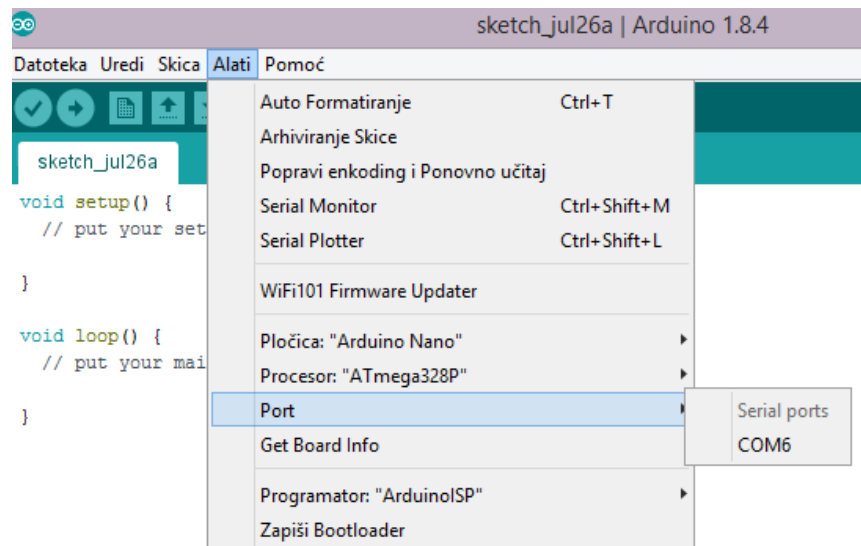 sketch_jul26a | Arduino 1.8.4
Datoteka Uredi Skica Alati Pomoć
Auto Formatiranje Ctrl+T
Arhiviranje Skice
sketch_jul26a
Popravi enkoding i Ponovno učitaj
void setup() {
Serial Monitor Ctrl+Shift+M
// put your set
Serial Plotter Ctrl+Shift+L
}
WiFi101 Firmware Updater
void loop() {
Pločica: "Arduino Nano"
// put your mai
Procesor: "ATmega328P"
}
Port
Serial ports
Get Board Info
COM6
Programator: "ArduinoISP"
Zapiši Bootloader